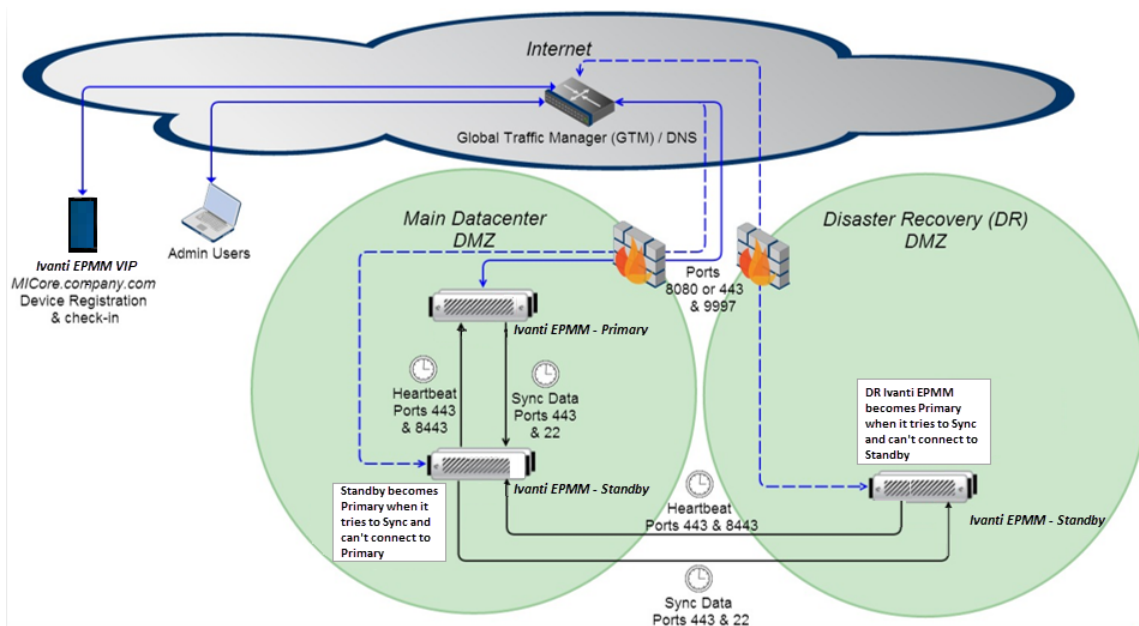 Internet
Global Traffic Manager (GTM) / DNS
Ivanti EPMM VIP
MICore.company.com
Device Registration
& check-in
Admin Users
Main Datacenter
DMZ
Disaster Recovery (DR)
DMZ
Ports
8080 or 443
& 9997
Ivanti EPMM - Primary
Heartbeat
Ports 443
& 8443
Sync Data
Ports 443
& 22
DR Ivanti EPMM
becomes Primary
when it tries to Sync
and can't connect to
Standby
Ivanti EPMM - Standby
Standby becomes
Primary when it
tries to Sync and
can't connect to
Primary
Heartbeat
Ports 443 & 8443
Ivanti EPMM - Standby
Sync Data
Ports 443 & 22